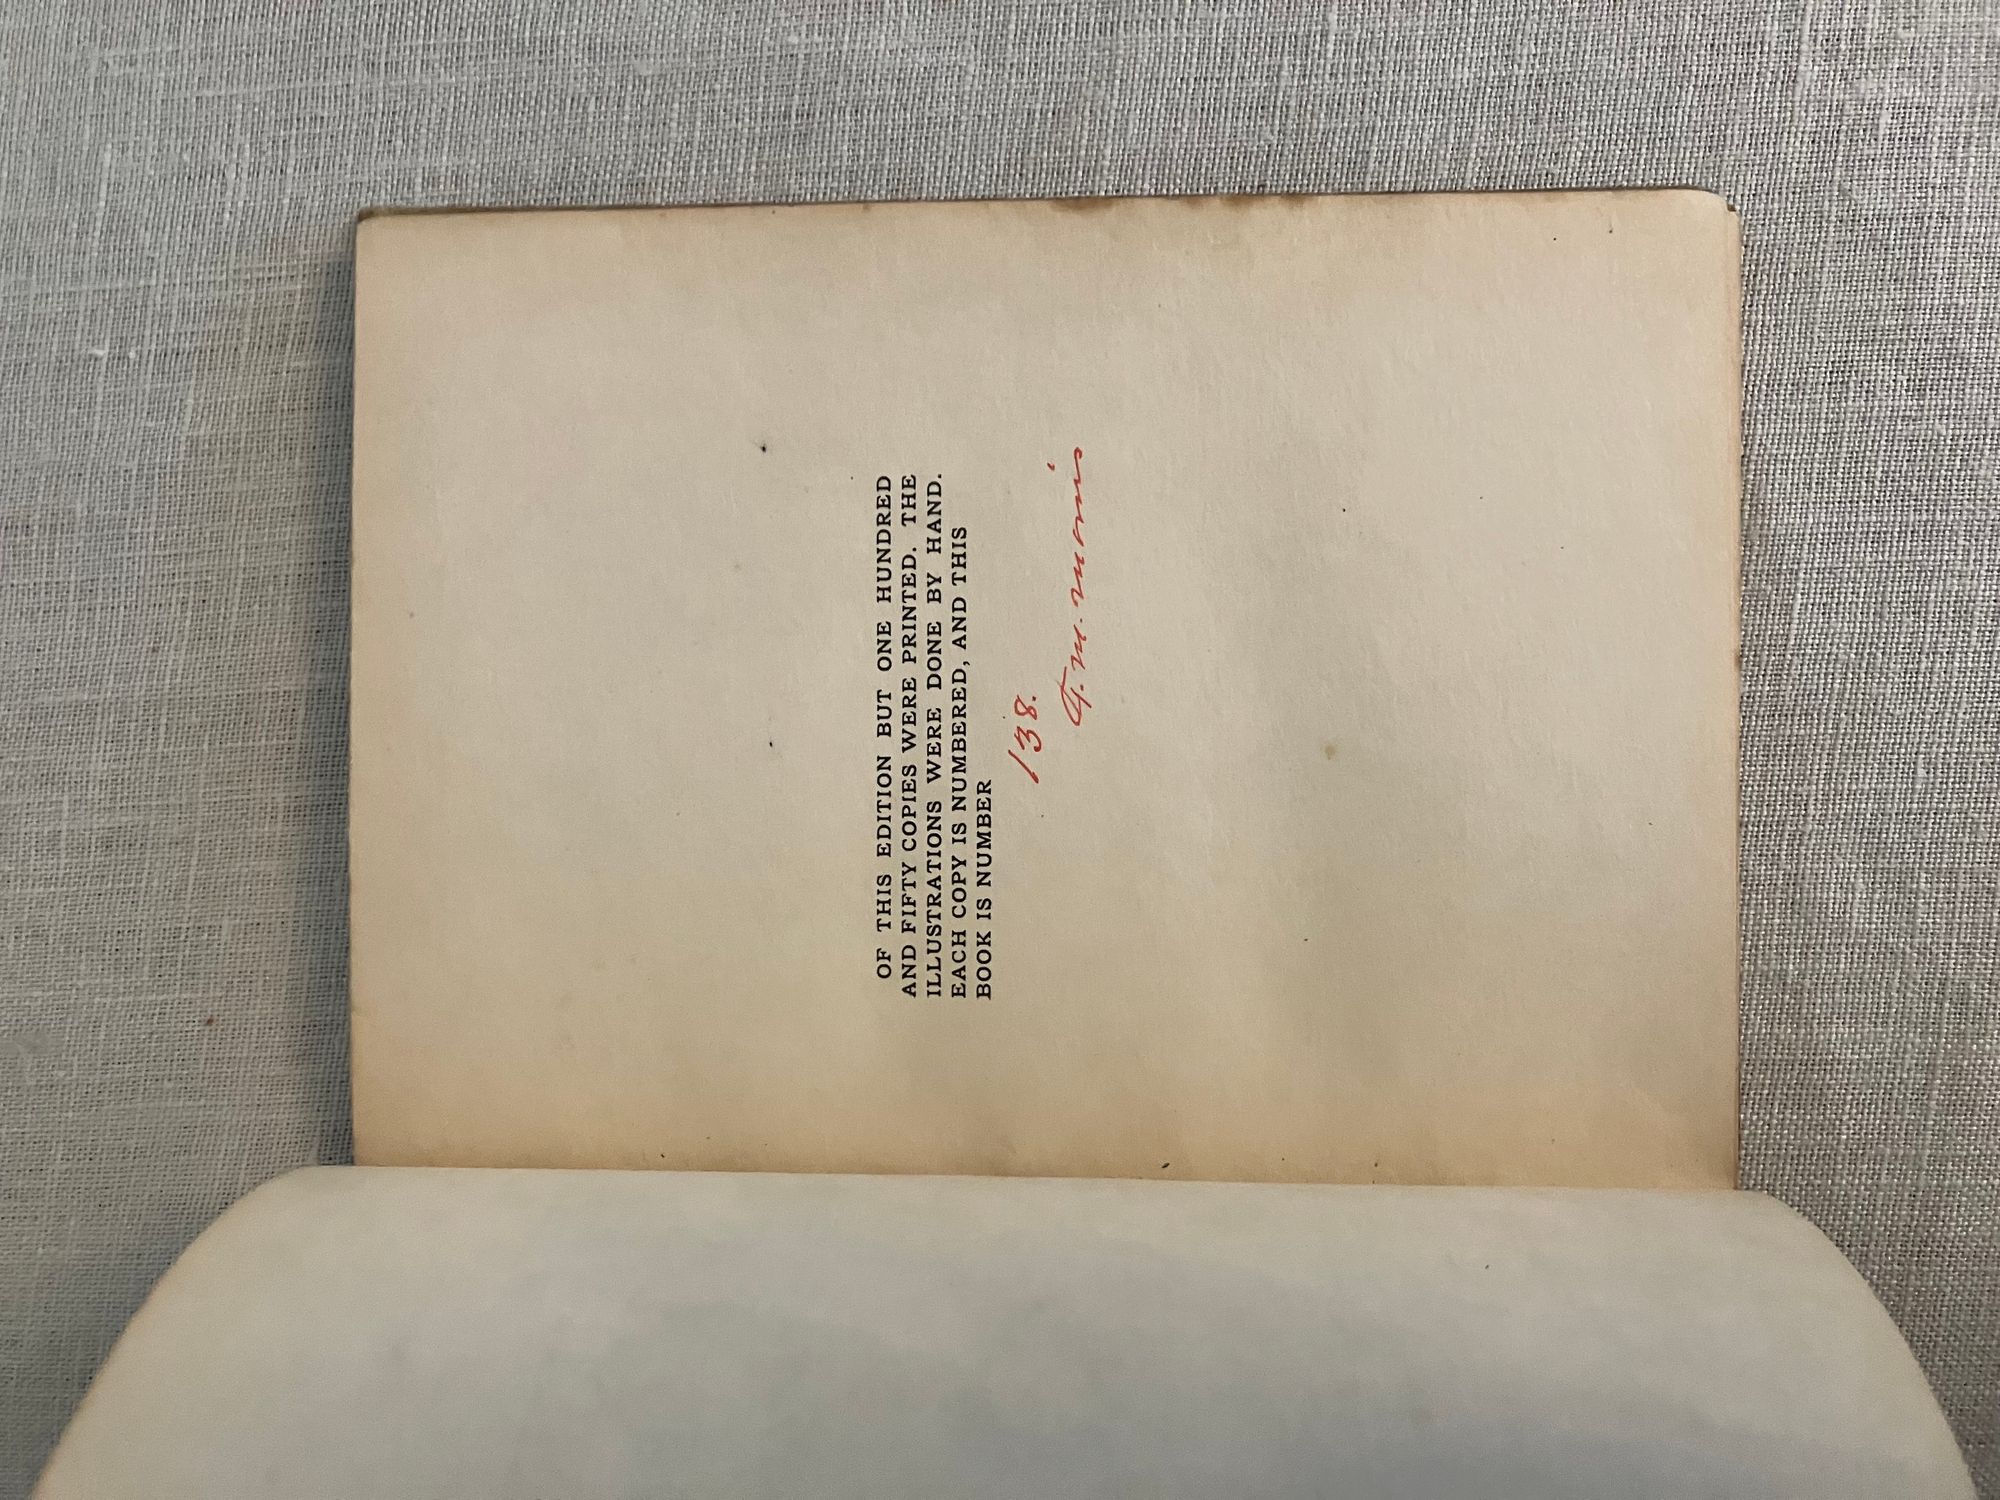 OF THIS EDITION BUT ONE HUNDRED
AND FIFTY COPIES WERE PRINTED. THE
ILLUSTRATIONS WERE DONE BY HAND.
EACH COPY IS NUMBERED, AND THIS
BOOK IS NUMBER
138.